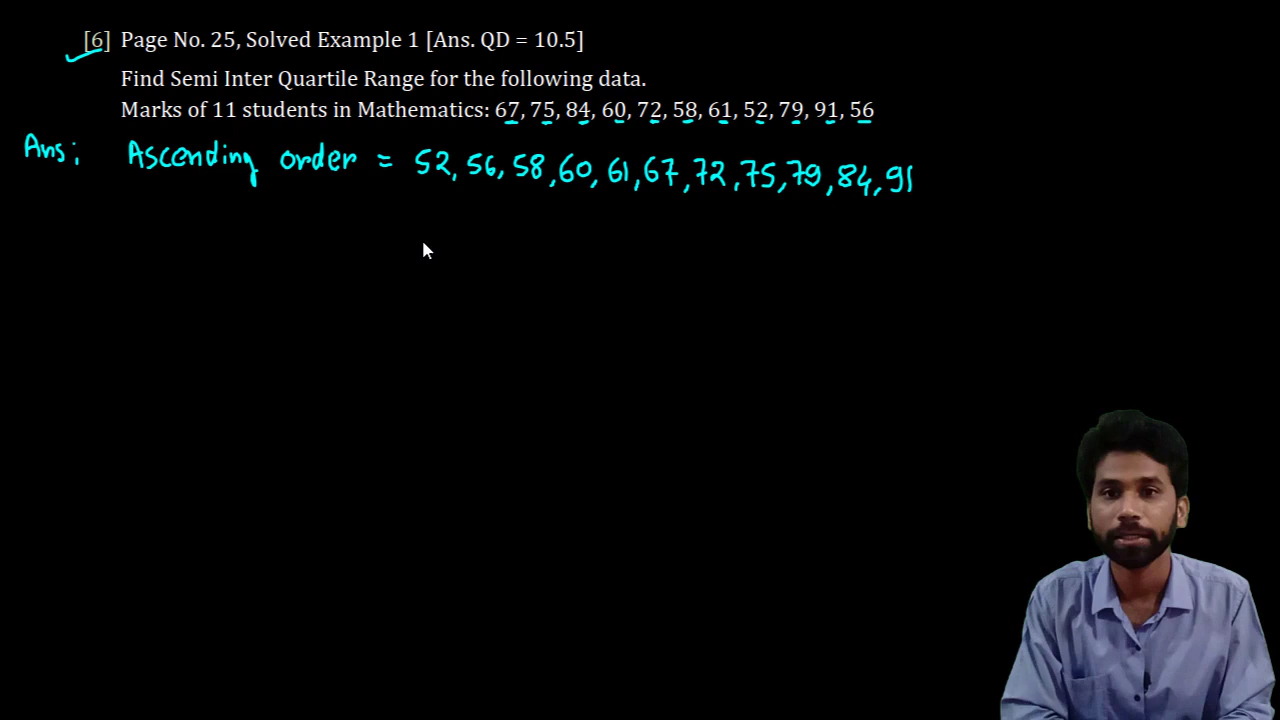 [6] Page No. 25, Solved Example 1 [Ans. QD = 10.5]
Find Semi Inter Quartile Range for the following data.
Marks of 11 students in Mathematics: 67, 75, 84, 60, 72, 58, 61, 52, 79, 91, 56
Ans: Ascending order = 52, 56, 58, 60, 61, 67, 72, 75, 79, 84, 91